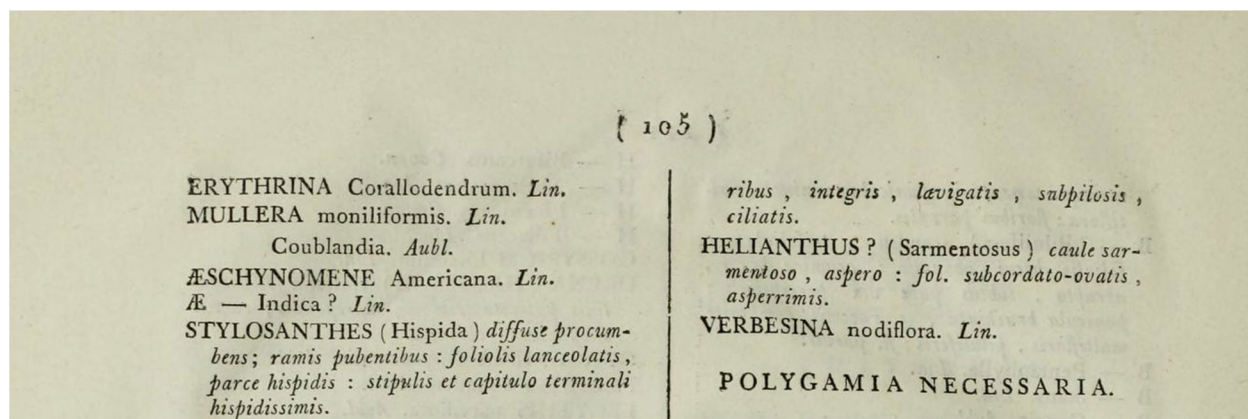 ( 105 )
ERYTHRINA Corallodendrum. Lin.
MULLERA moniliformis. Lin.
Coublandia. Aubl.
ÆSCHYNOMENE Americana. Lin.
Æ — Indica ? Lin.
STYLOSANTHES ( Hispida ) diffuse procum-
bens ; ramis pubentibus : foliolis lanceolatis ,
parce hispidis : stipulis et capitulo terminali
hispidissimis.
ribus , integris , lævigatis , subpilosis ,
ciliatis.
HELIANTHUS ? ( Sarmentosus ) caule sar-
mentoso , aspero : fol. subcordato-ovatis ,
asperrimis.
VERBESINA nodiflora. Lin.
POLYGAMIA NECESSARIA.